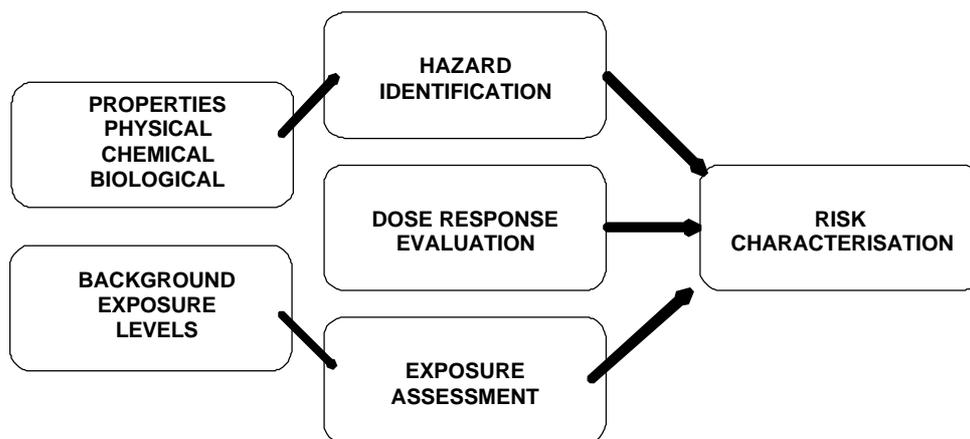 PROPERTIES
PHYSICAL
CHEMICAL
BIOLOGICAL
BACKGROUND
EXPOSURE
LEVELS
HAZARD
IDENTIFICATION
DOSE RESPONSE
EVALUATION
EXPOSURE
ASSESSMENT
RISK
CHARACTERISATION